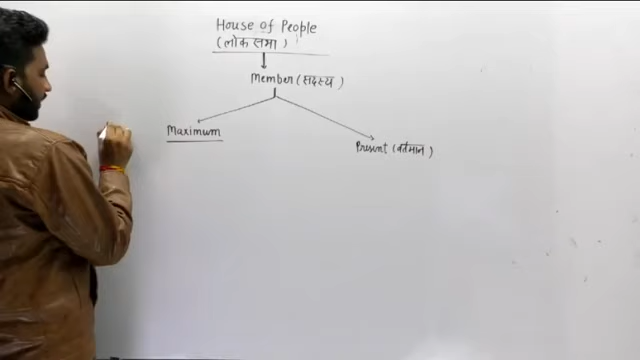 House of People
(लोक सभा)
Member (सदस्य)
Maximum
Present (वर्तमान)